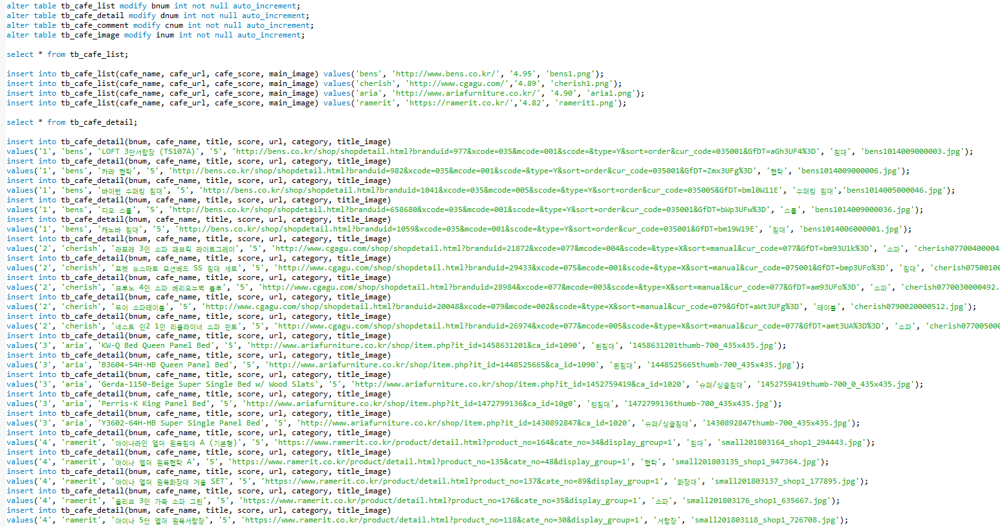 alter table tb_cafe_list modify bnum int not null auto_increment;
alter table tb_cafe_detail modify dnum int not null auto_increment;
alter table tb_cafe_comment modify cnum int not null auto_increment;
alter table tb_cafe_image modify inum int not null auto_increment;
select * from tb_cafe_list;
insert into tb_cafe_list(cafe_name, cafe_url, cafe_score, main_image) values('bens', 'http://www.bens.co.kr/', '4.95', 'bens1.png');
insert into tb_cafe_list(cafe_name, cafe_url, cafe_score, main_image) values('cherish', 'http://www.cgagu.com/','4.89', 'cherish1.png');
insert into tb_cafe_list(cafe_name, cafe_url, cafe_score, main_image) values('aria', 'http://www.ariafurniture.co.kr/', '4.90', 'aria1.png');
insert into tb_cafe_list(cafe_name, cafe_url, cafe_score, main_image) values('ramerit', 'https://ramerit.co.kr/','4.82', 'ramerit1.png');
select * from tb_cafe_detail;
insert into tb_cafe_detail(bnum, cafe_name, title, score, url, category, title_image)
values('1', 'bens', 'LOFT 3단서랍장 (TS107A)', '5', 'http://bens.co.kr/shop/shopdetail.html?branduid=977&xcode=035&mcode=001&scode=&type=Y&sort=order&cur_code=035001&GfDT=aGh3UF4%3D', '침대', 'bens1014009000003.jpg');
insert into tb_cafe_detail(bnum, cafe_name, title, score, url, category, title_image)
values('1', 'bens', '카라 협탁', '5', 'http://bens.co.kr/shop/shopdetail.html?branduid=982&xcode=035&mcode=001&scode=&type=Y&sort=order&cur_code=035001&GfDT=Zmx3UFg%3D', '협탁', 'bens1014009000006.jpg');
insert into tb_cafe_detail(bnum, cafe_name, title, score, url, category, title_image)
values('1', 'bens', '바이런 수퍼킹 침대', '5', 'http://bens.co.kr/shop/shopdetail.html?branduid=1041&xcode=035&mcode=005&scode=&type=Y&sort=order&cur_code=035005&GfDT=bml0W11E', '수퍼킹 침대','bens1014005000046.jpg');
insert into tb_cafe_detail(bnum, cafe_name, title, score, url, category, title_image)
values('1', 'bens', '디오 스툴', '5', 'http://bens.co.kr/shop/shopdetail.html?branduid=658680&xcode=035&mcode=001&scode=&type=Y&sort=order&cur_code=035001&GfDT=bWp3UFw%3D', '스툴', 'bens1014009000036.jpg');
insert into tb_cafe_detail(bnum, cafe_name, title, score, url, category, title_image)
values('1', 'bens', '캐노바 침대', '5', 'http://bens.co.kr/shop/shopdetail.html?branduid=1059&xcode=035&mcode=001&scode=&type=Y&sort=order&cur_code=035001&GfDT=bm19W19E', '침대', 'bens1014006000001.jpg');
insert into tb_cafe_detail(bnum, cafe_name, title, score, url, category, title_image)
values('2', 'cherish', '라프레 3인 소파 패브릭 라이트그레이', '5', 'http://www.cgagu.com/shop/shopdetail.html?branduid=21872&xcode=077&mcode=004&scode=&type=X&sort=manual&cur_code=077&GfDT=bm93U1k%3D', '소파', 'cherish07700400004
insert into tb_cafe_detail(bnum, cafe_name, title, score, url, category, title_image)
values('2', 'cherish', '포켓 뉴스마트 모션베드 SS 침대 세트', '5', 'http://www.cgagu.com/shop/shopdetail.html?branduid=29433&xcode=075&mcode=001&scode=&type=X&sort=manual&cur_code=075001&GfDT=bmp3UFo%3D', '침대', 'cherish07500100
insert into tb_cafe_detail(bnum, cafe_name, title, score, url, category, title_image)
values('2', 'cherish', '브루노 4인 소파 베리오누벅 블루', '5', 'http://www.cgagu.com/shop/shopdetail.html?branduid=28984&xcode=077&mcode=003&scode=&type=X&sort=manual&cur_code=077&GfDT=am93UFo%3D', '소파', 'cherish0770030000492.
insert into tb_cafe_detail(bnum, cafe_name, title, score, url, category, title_image)
values('2', 'cherish', '무이 소파테이블', '5', 'http://www.cgagu.com/shop/shopdetail.html?branduid=20048&xcode=079&mcode=002&scode=&type=X&sort=manual&cur_code=079&GfDT=aWt3UFg%3D', '테이블', 'cherish0790020000512.jpg');
insert into tb_cafe_detail(bnum, cafe_name, title, score, url, category, title_image)
values('2', 'cherish', '네스트 인2 1인 리클라이너 소파 민트', '5', 'http://www.cgagu.com/shop/shopdetail.html?branduid=26974&xcode=077&mcode=005&scode=&type=X&sort=manual&cur_code=077&GfDT=amt3UA%3D%3D', '소파', 'cherish077005000
insert into tb_cafe_detail(bnum, cafe_name, title, score, url, category, title_image)
values('3', 'aria', 'KW-Q Bed Queen Panel Bed', '5', 'http://www.ariafurniture.co.kr/shop/item.php?it_id=1458631201&ca_id=1090', '퀸침대', '1458631201thumb-700_435x435.jpg');
insert into tb_cafe_detail(bnum, cafe_name, title, score, url, category, title_image)
values('3', 'aria', 'B3604-54H-HB Queen Panel Bed', '5', 'http://www.ariafurniture.co.kr/shop/item.php?it_id=1448525665&ca_id=1090', '퀸침대', '1448525665thumb-700_435x435.jpg');
insert into tb_cafe_detail(bnum, cafe_name, title, score, url, category, title_image)
values('3', 'aria', 'Gerda-1150-Beige Super Single Bed w/ Wood Slats', '5', 'http://www.ariafurniture.co.kr/shop/item.php?it_id=1452759419&ca_id=1020', '슈퍼/싱글침대', '1452759419thumb-700_0_435x435.jpg');
insert into tb_cafe_detail(bnum, cafe_name, title, score, url, category, title_image)
values('3', 'aria', 'Perris-K King Panel Bed', '5', 'http://www.ariafurniture.co.kr/shop/item.php?it_id=1472799136&ca_id=10g0', '킹침대', '1472799136thumb-700_435x435.jpg');
insert into tb_cafe_detail(bnum, cafe_name, title, score, url, category, title_image)
values('3', 'aria', 'Y3602-64H-HB Super Single Panel Bed', '5', 'http://www.ariafurniture.co.kr/shop/item.php?it_id=1430892847&ca_id=1020', '슈퍼/싱글침대', '1430892847thumb-700_435x435.jpg');
insert into tb_cafe_detail(bnum, cafe_name, title, score, url, category, title_image)
values('4', 'ramerit', '아이나라인 엘더 원목침대 A (기본형)', '5', 'https://www.ramerit.co.kr/product/detail.html?product_no=164&cate_no=34&display_group=1', '침대', 'small201803164_shop1_294443.jpg');
insert into tb_cafe_detail(bnum, cafe_name, title, score, url, category, title_image)
values('4', 'ramerit', '아이나 엘더 원목협탁 A', '5', 'https://www.ramerit.co.kr/product/detail.html?product_no=135&cate_no=48&display_group=1', '협탁', 'small201803135_shop1_947364.jpg');
insert into tb_cafe_detail(bnum, cafe_name, title, score, url, category, title_image)
values('4', 'ramerit', '아이나 엘더 원목화장대 거울 SET', '5', 'https://www.ramerit.co.kr/product/detail.html?product_no=137&cate_no=89&display_group=1', '화장대', 'small201803137_shop1_177895.jpg');
insert into tb_cafe_detail(bnum, cafe_name, title, score, url, category, title_image)
values('4', 'ramerit', '올리브 3인 가죽 소파 그린', '5', 'https://www.ramerit.co.kr/product/detail.html?product_no=176&cate_no=35&display_group=1', '소파', 'small201803176_shop1_635667.jpg');
insert into tb_cafe_detail(bnum, cafe_name, title, score, url, category, title_image)
values('4', 'ramerit', '아이나 5단 엘더 원목서랍장', '5', 'https://www.ramerit.co.kr/product/detail.html?product_no=118&cate_no=30&display_group=1', '서랍장', 'small201803118_shop1_726708.jpg');